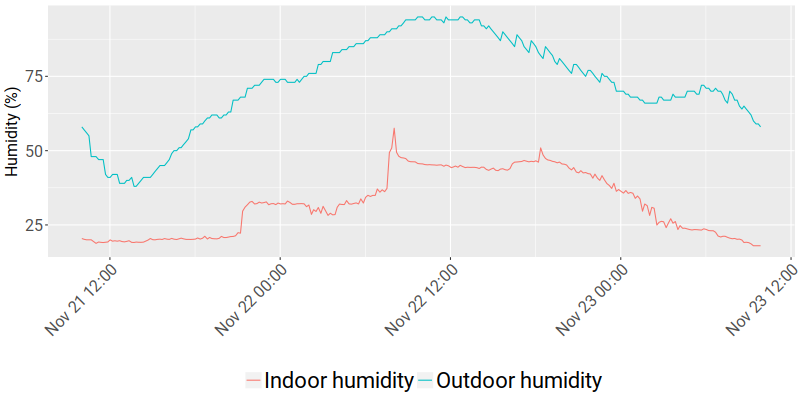 Humidity (%)
75
50
25
Nov 21 12:00
Nov 22 00:00
Nov 22 12:00
Nov 23 00:00
Nov 23 12:00
Indoor humidity Outdoor humidity